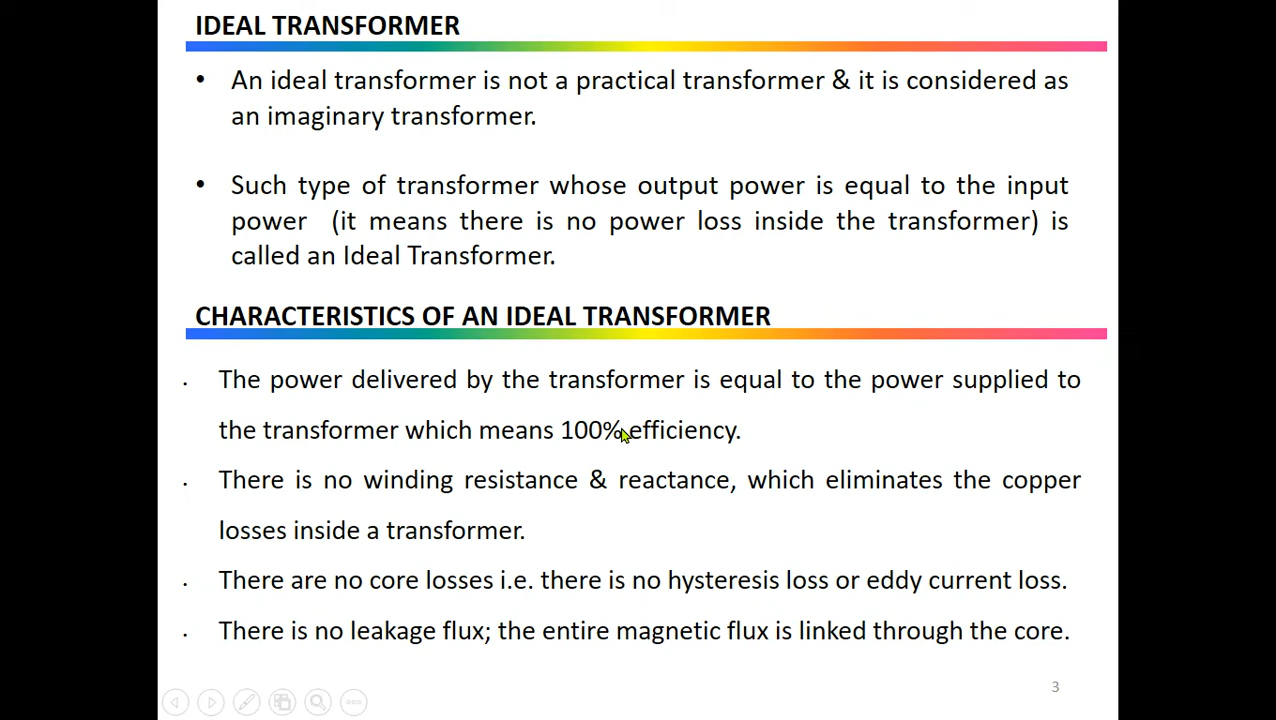 IDEAL TRANSFORMER
• An ideal transformer is not a practical transformer & it is considered as
an imaginary transformer.
• Such type of transformer whose output power is equal to the input
power (it means there is no power loss inside the transformer) is
called an Ideal Transformer.
CHARACTERISTICS OF AN IDEAL TRANSFORMER
• The power delivered by the transformer is equal to the power supplied to
the transformer which means 100% efficiency.
• There is no winding resistance & reactance, which eliminates the copper
losses inside a transformer.
• There are no core losses i.e. there is no hysteresis loss or eddy current loss.
• There is no leakage flux; the entire magnetic flux is linked through the core.
3